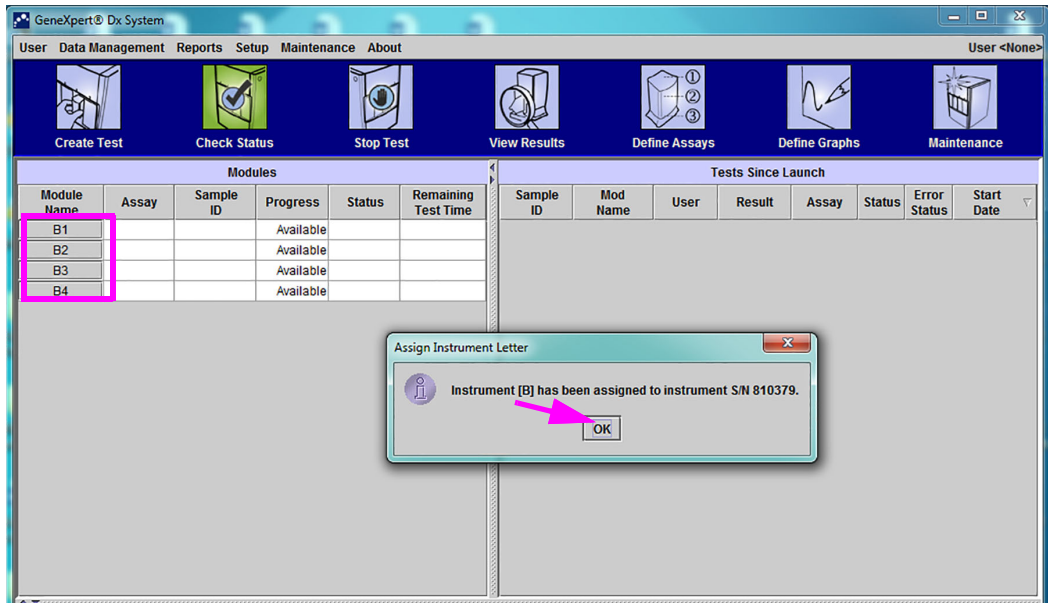 GeneXpert® Dx System
User Data Management Reports Setup Maintenance About User <None>
Create Test Check Status Stop Test View Results Define Assays Define Graphs Maintenance
Modules
Module Name Assay Sample ID Progress Status Remaining Test Time
B1 Available
B2 Available
B3 Available
B4 Available
Tests Since Launch
Sample ID Mod Name User Result Assay Status Error Status Start Date
Assign Instrument Letter
Instrument [B] has been assigned to instrument S/N 810379.
OK